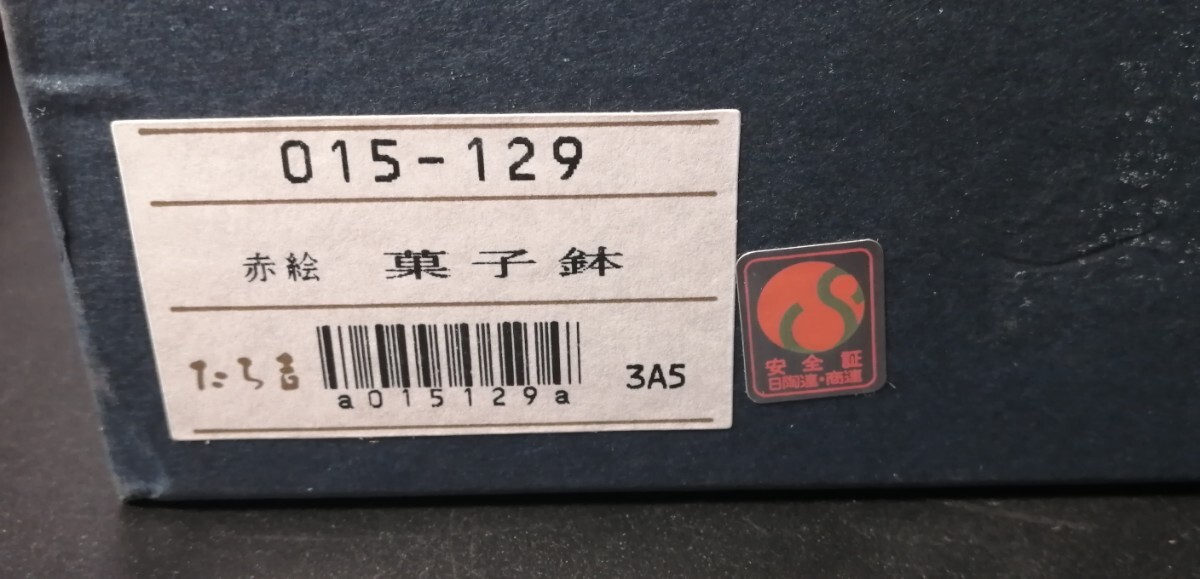 015-129
赤絵 菓子鉢
たち吉
a015129a
3A5
S
安全証
日陶連・商連